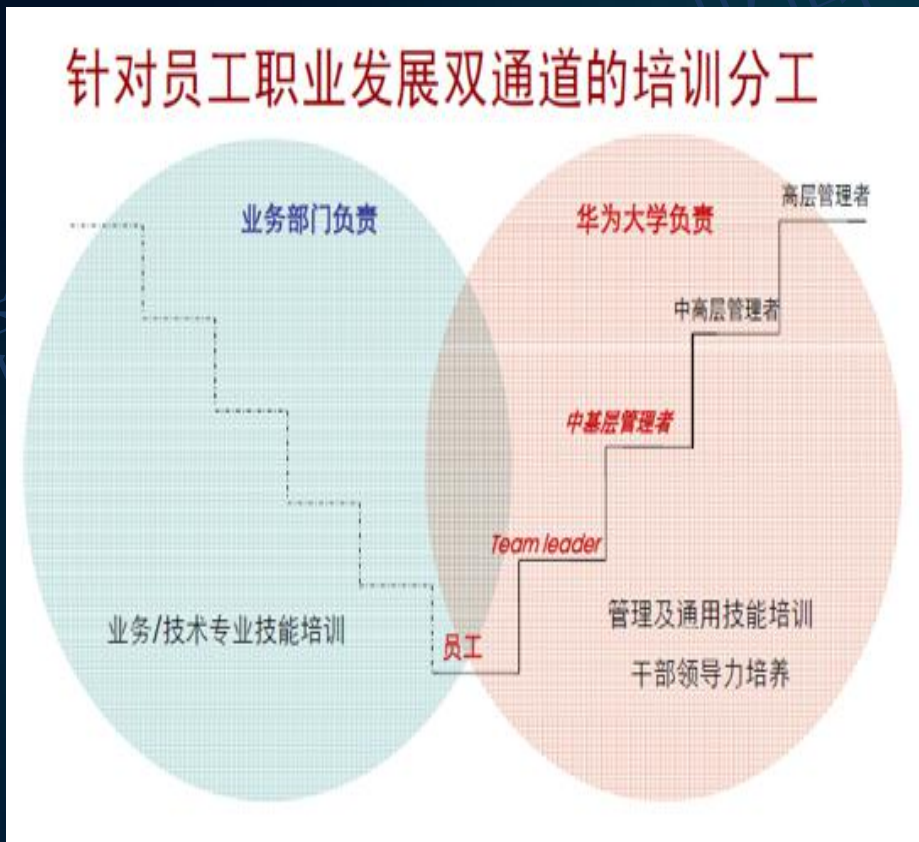 针对员工职业发展双通道的培训分工
业务部门负责
华为大学负责
高层管理者
中高层管理者
中基层管理者
Team leader
员工
业务/技术专业技能培训
管理及通用技能培训
干部领导力培养